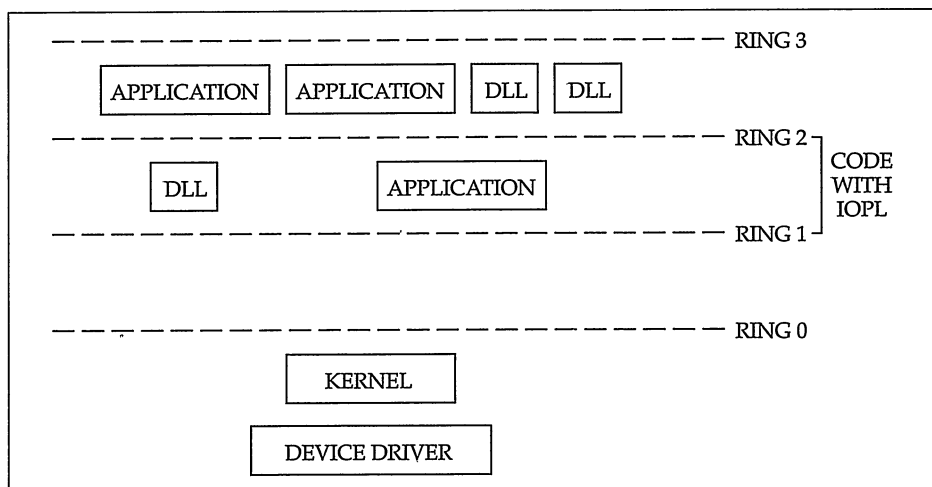 RING 3
APPLICATION APPLICATION DLL DLL
RING 2
CODE
WITH
IOPL
DLL APPLICATION
RING 1
RING 0
KERNEL
DEVICE DRIVER